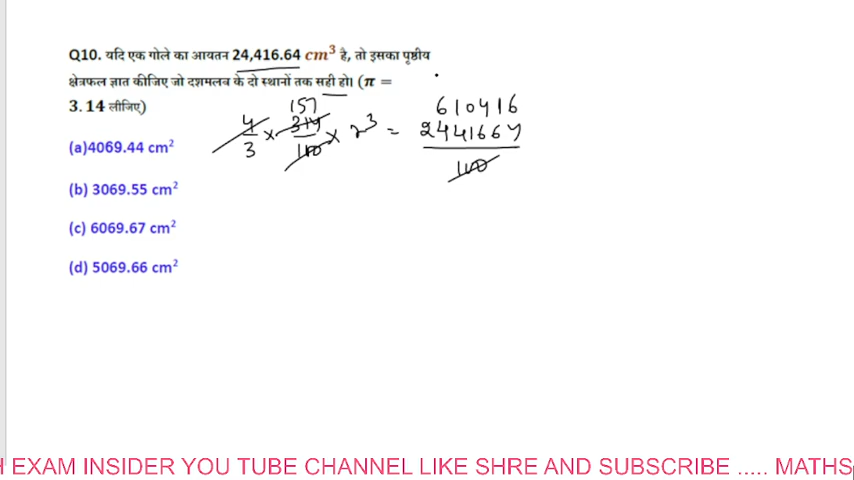 Q10. यदि एक गोले का आयतन 24,416.64 cm³ है, तो इसका पृष्ठीय
क्षेत्रफल ज्ञात कीजिए जो दशमलव के दो स्थानों तक सही हो। (π =
3.14 लीजिए)
157 610416
4/3 × 314/100 × r³ = 2441664/100
(a)4069.44 cm²
(b) 3069.55 cm²
(c) 6069.67 cm²
(d) 5069.66 cm²
H EXAM INSIDER YOU TUBE CHANNEL LIKE SHRE AND SUBSCRIBE ..... MATHS